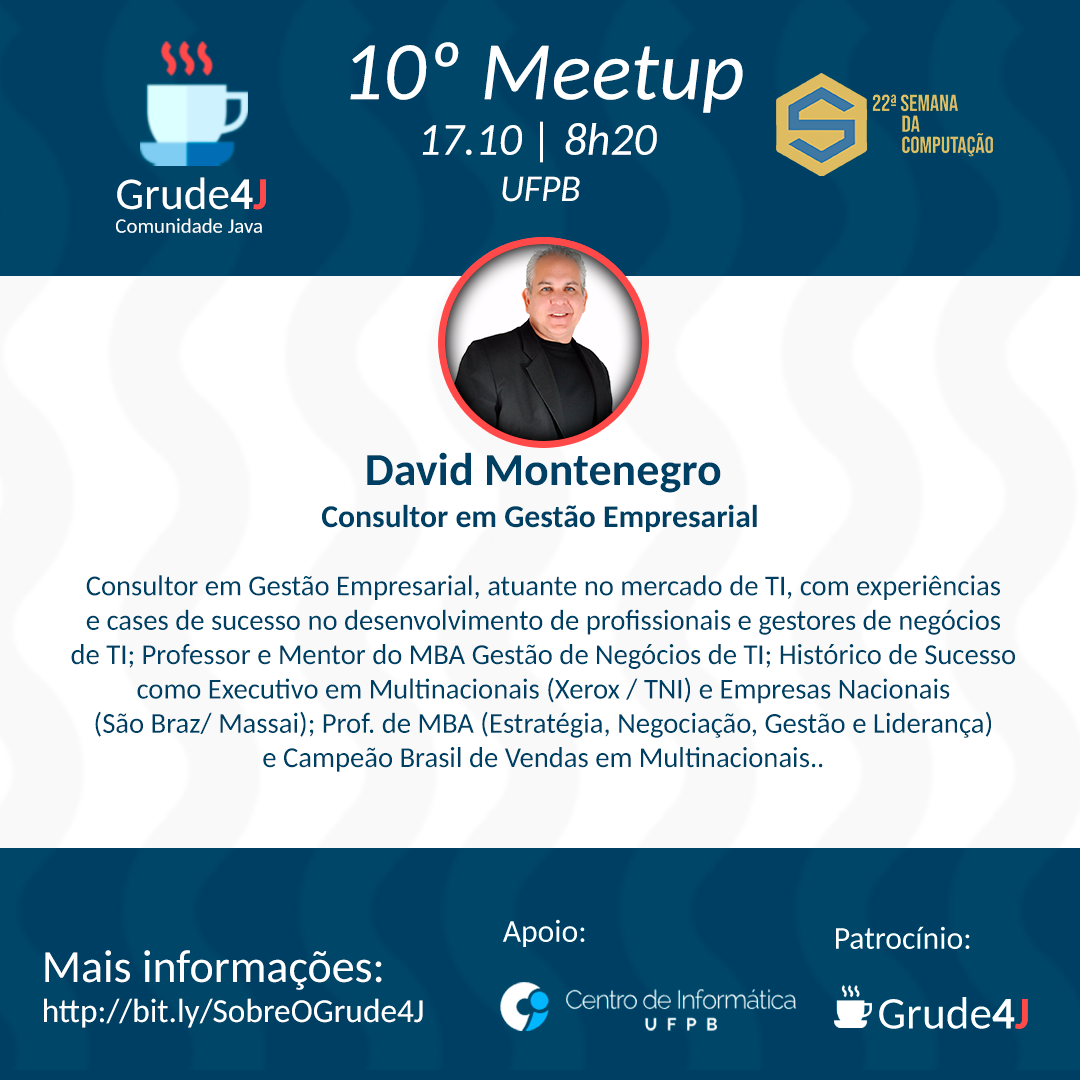 10º Meetup
17.10 | 8h20
UFPB
Grude4J
Comunidade Java
22ª SEMANA
DA
COMPUTAÇÃO
David Montenegro
Consultor em Gestão Empresarial
Consultor em Gestão Empresarial, atuante no mercado de TI, com experiências
e cases de sucesso no desenvolvimento de profissionais e gestores de negócios
de TI; Professor e Mentor do MBA Gestão de Negócios de TI; Histórico de Sucesso
como Executivo em Multinacionais (Xerox / TNI) e Empresas Nacionais
(São Braz/ Massai); Prof. de MBA (Estratégia, Negociação, Gestão e Liderança)
e Campeão Brasil de Vendas em Multinacionais..
Mais informações:
http://bit.ly/SobreOGrude4J
Apoio:
Centro de Informática
UFPB
Patrocínio:
Grude4J